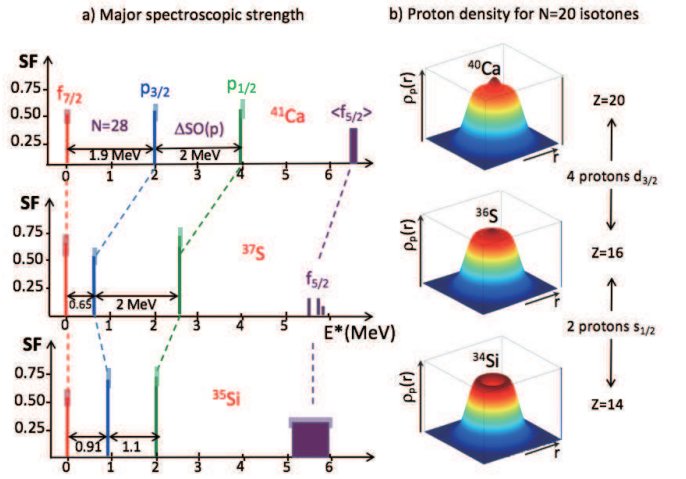 a) Major spectroscopic strength
b) Proton density for N=20 isotones
SF
0.75
0.50
0.25
f7/2
p3/2
p1/2
41Ca
<f5/2>
N=28
ΔSO(p)
1.9 MeV
2 MeV
0 1 2 3 4 5 6
SF
0.75
0.50
0.25
37S
f5/2
0.65
2 MeV
0 1 2 3 4 5 6
E*(MeV)
SF
0.75
0.50
0.25
35Si
0.91
1.1
0 1 2 3 4 5 6
ρp(r)
40Ca
r
Z=20
4 protons d3/2
ρp(r)
36S
r
Z=16
2 protons s1/2
ρp(r)
34Si
r
Z=14